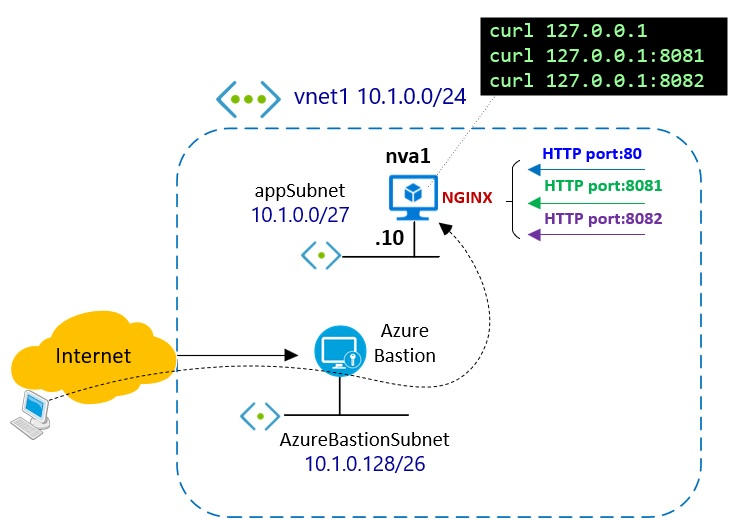 curl 127.0.0.1
curl 127.0.0.1:8081
curl 127.0.0.1:8082
vnet1 10.1.0.0/24
nva1
HTTP port:80
appSubnet
10.1.0.0/27
NGINX
HTTP port:8081
HTTP port:8082
.10
Internet
Azure
Bastion
AzureBastionSubnet
10.1.0.128/26